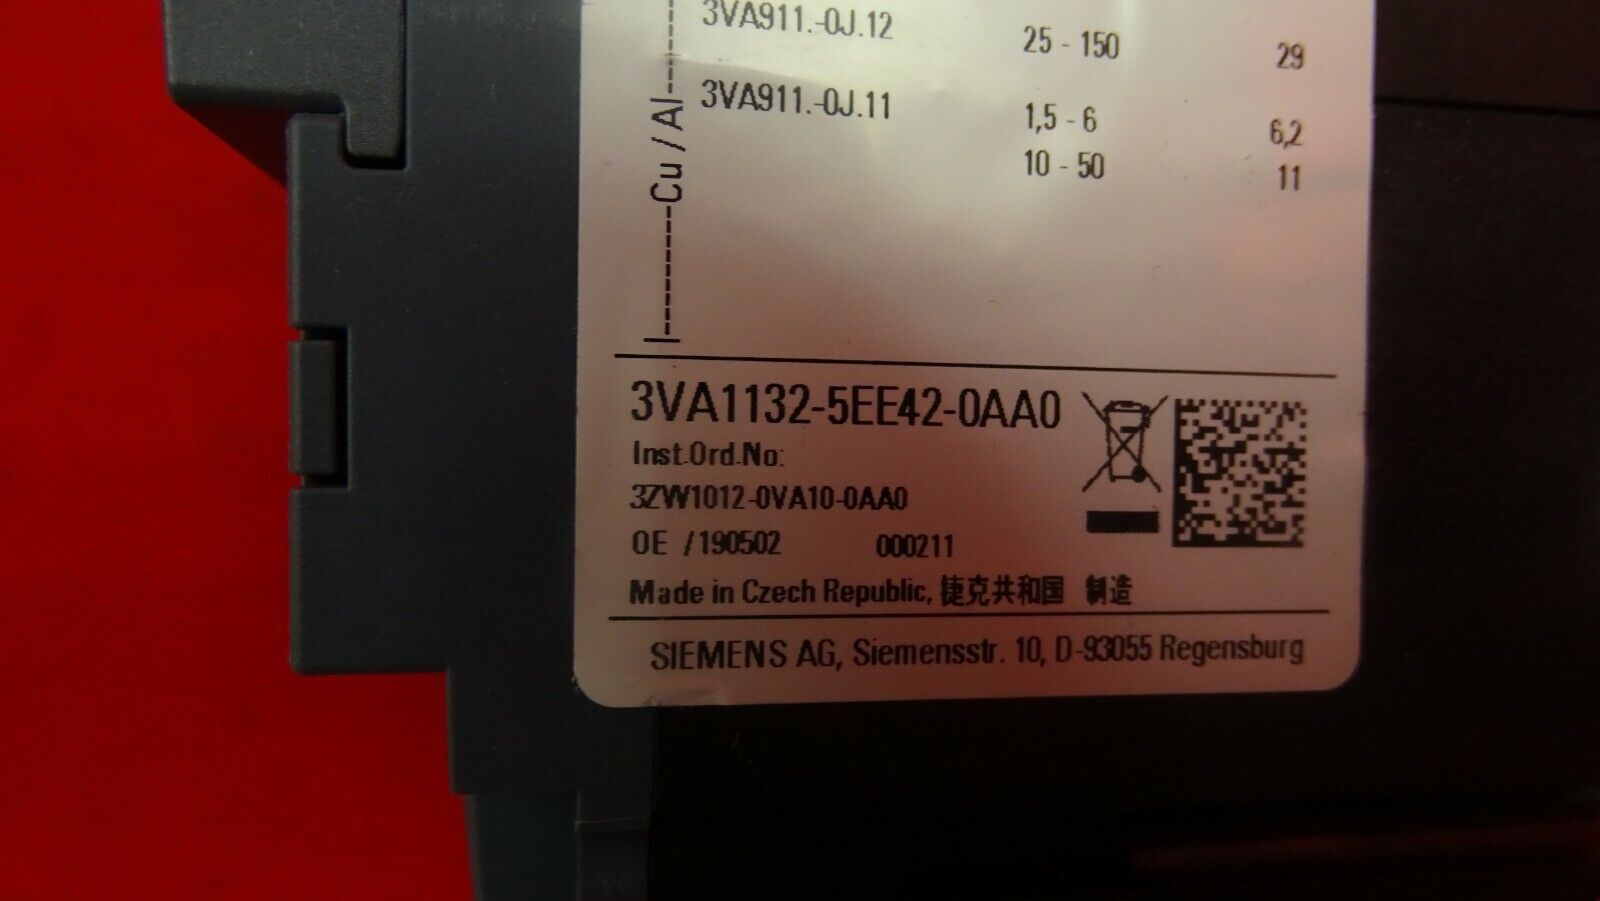 3VA911.-0J.12 25 - 150 29
3VA911.-0J.11 1,5 - 6 6,2
10 - 50 11
I---------Cu / Al------
3VA1132-5EE42-0AA0
Inst.Ord.No:
3ZW1012-0VA10-0AA0
OE /190502 000211
Made in Czech Republic, 捷克共和国 制造
SIEMENS AG, Siemensstr. 10, D-93055 Regensburg